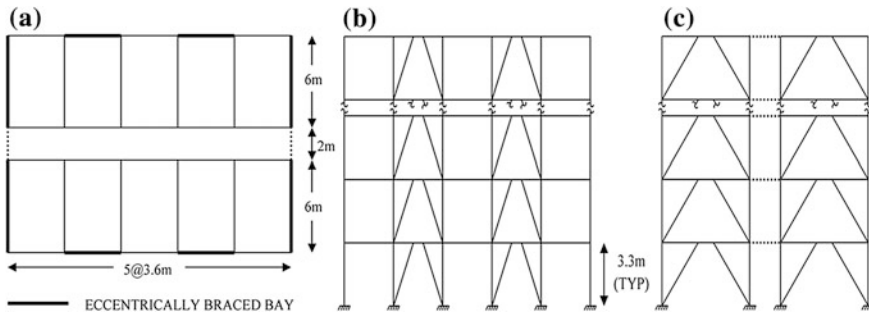 (a)
6m
2m
6m
5@3.6m
ECCENTRICALLY BRACED BAY
(b)
3.3m
(TYP)
(c)